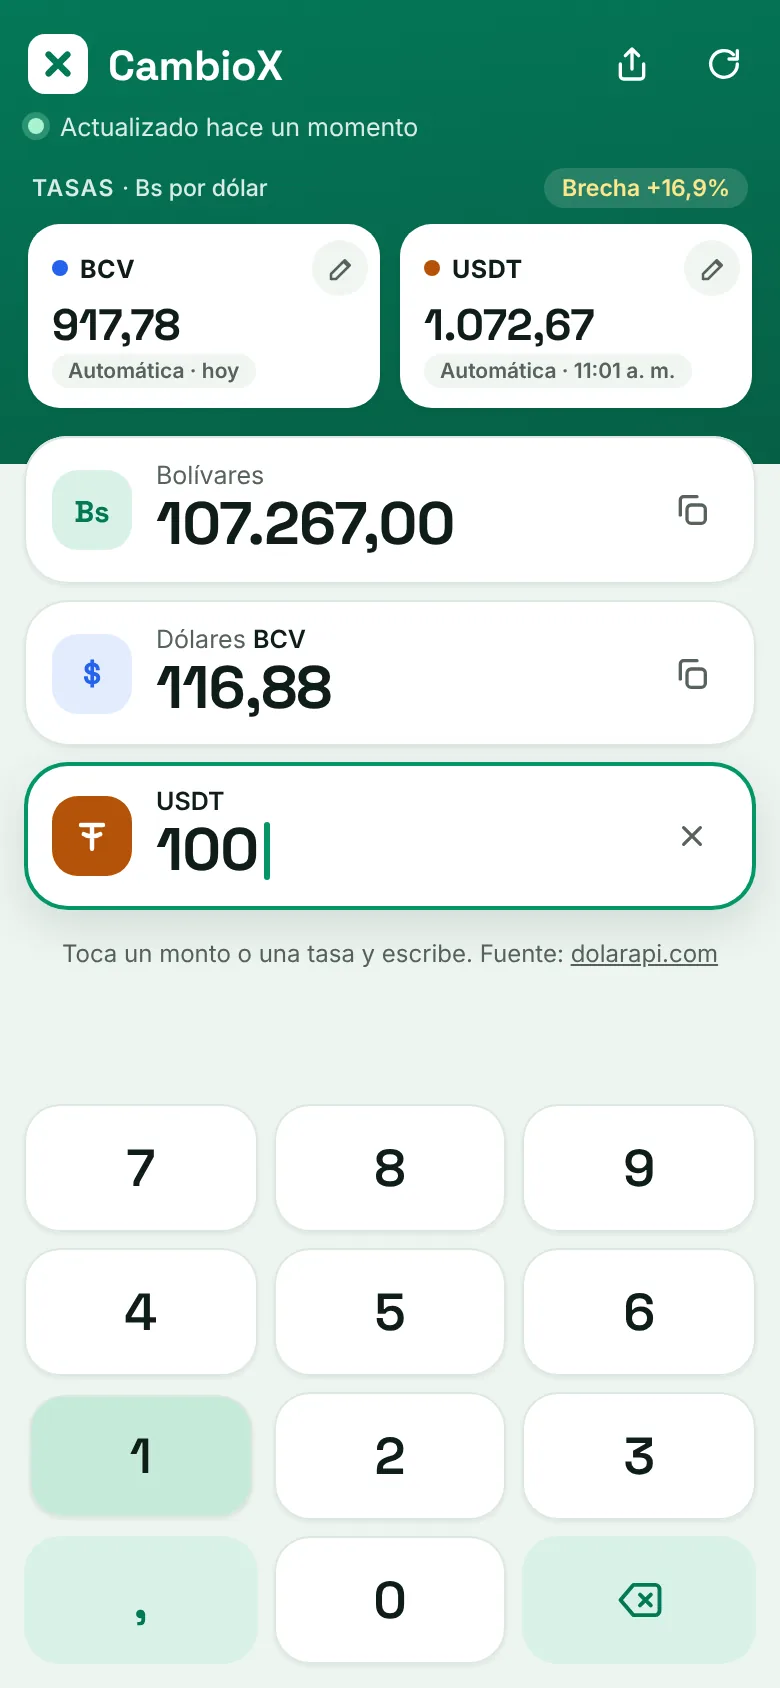 CambioX
Actualizado hace un momento
TASAS · Bs por dólar
Brecha +16,9%
BCV
917,78
Automática · hoy
USDT
1.072,67
Automática · 11:01 a. m.
Bs
Bolívares
107.267,00
$
Dólares BCV
116,88
USDT
100
Toca un monto o una tasa y escribe. Fuente: dolarapi.com
7 8 9
4 5 6
1 2 3
, 0